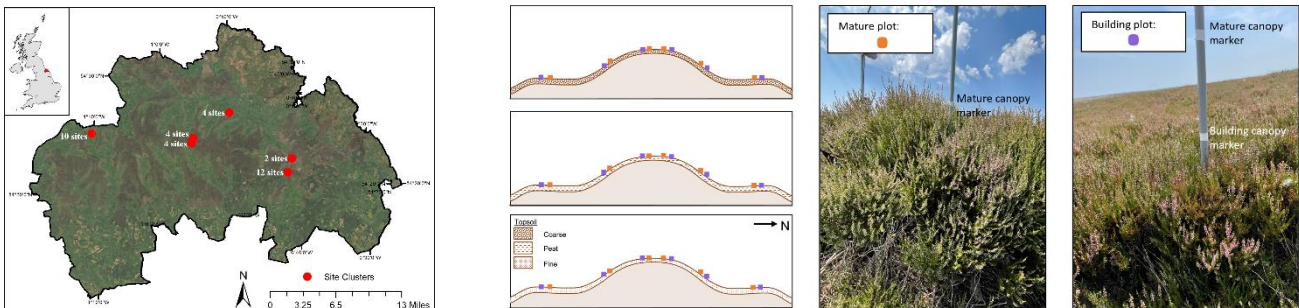 4 sites
10 sites
4 sites
4 sites
2 sites
12 sites
N
Site Clusters
0 3.25 6.5 13 Miles
Topsoil
Coarse
Peat
Fine
N
Mature plot:
Mature canopy
marker
Building plot:
Mature canopy
marker
Building canopy
marker